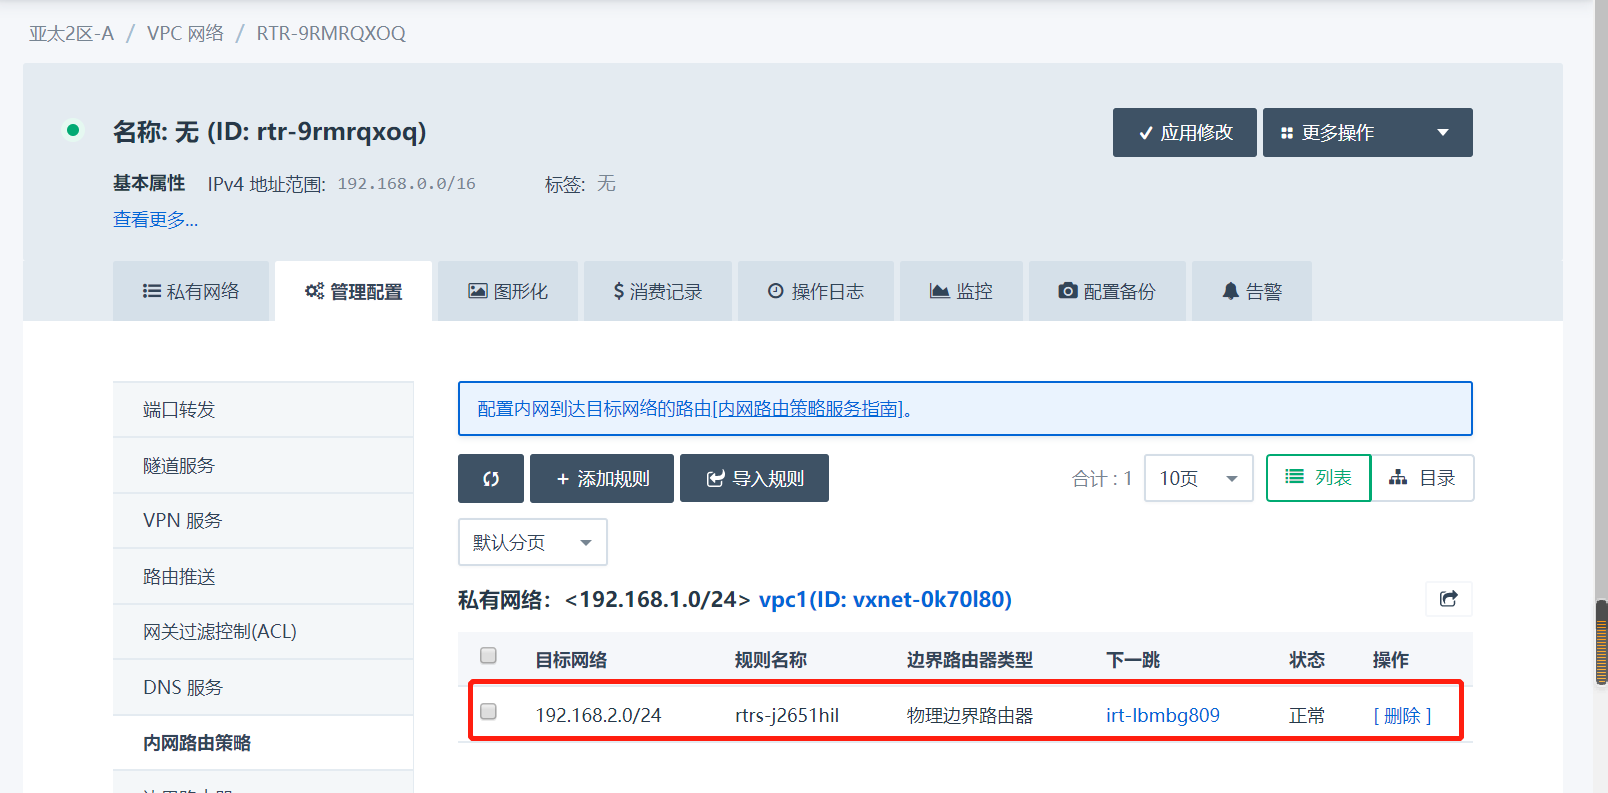 亚太2区-A / VPC 网络 / RTR-9RMRQXOQ
名称: 无 (ID: rtr-9rmrqxoq)
应用修改
更多操作
基本属性 IPv4 地址范围: 192.168.0.0/16 标签: 无
查看更多...
私有网络 管理配置 图形化 消费记录 操作日志 监控 配置备份 告警
端口转发
隧道服务
VPN 服务
路由推送
网关过滤控制(ACL)
DNS 服务
内网路由策略
配置内网到达目标网络的路由[内网路由策略服务指南]。
+ 添加规则 导入规则 合计 : 1 10页 列表 目录
默认分页
私有网络: <192.168.1.0/24> vpc1(ID: vxnet-0k70l80)
目标网络 规则名称 边界路由器类型 下一跳 状态 操作
192.168.2.0/24 rtrs-j2651hil 物理边界路由器 irt-lbmbg809 正常 [ 删除 ]